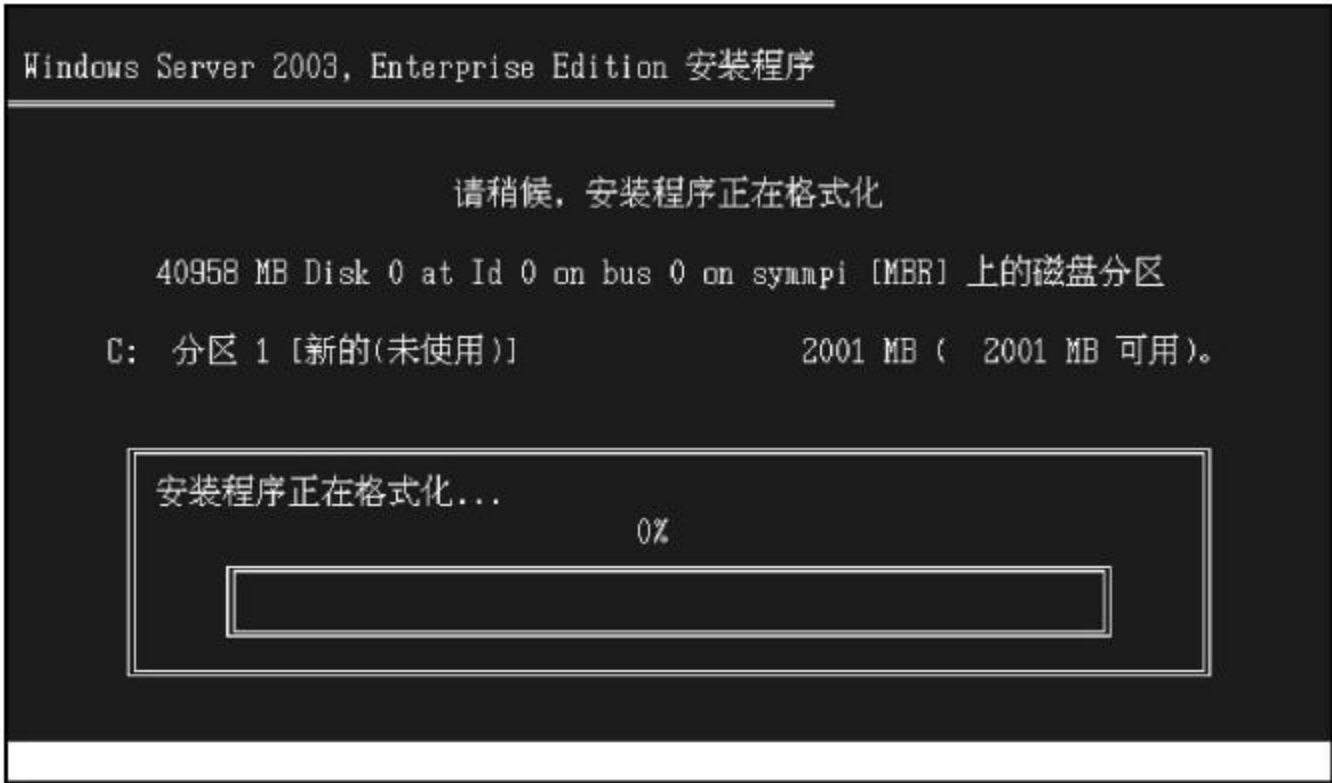 Windows Server 2003, Enterprise Edition 安装程序
请稍候，安装程序正在格式化
40958 MB Disk 0 at Id 0 on bus 0 on symmpi [MBR] 上的磁盘分区
C: 分区 1 [新的(未使用)] 2001 MB ( 2001 MB 可用)。
安装程序正在格式化...
0%